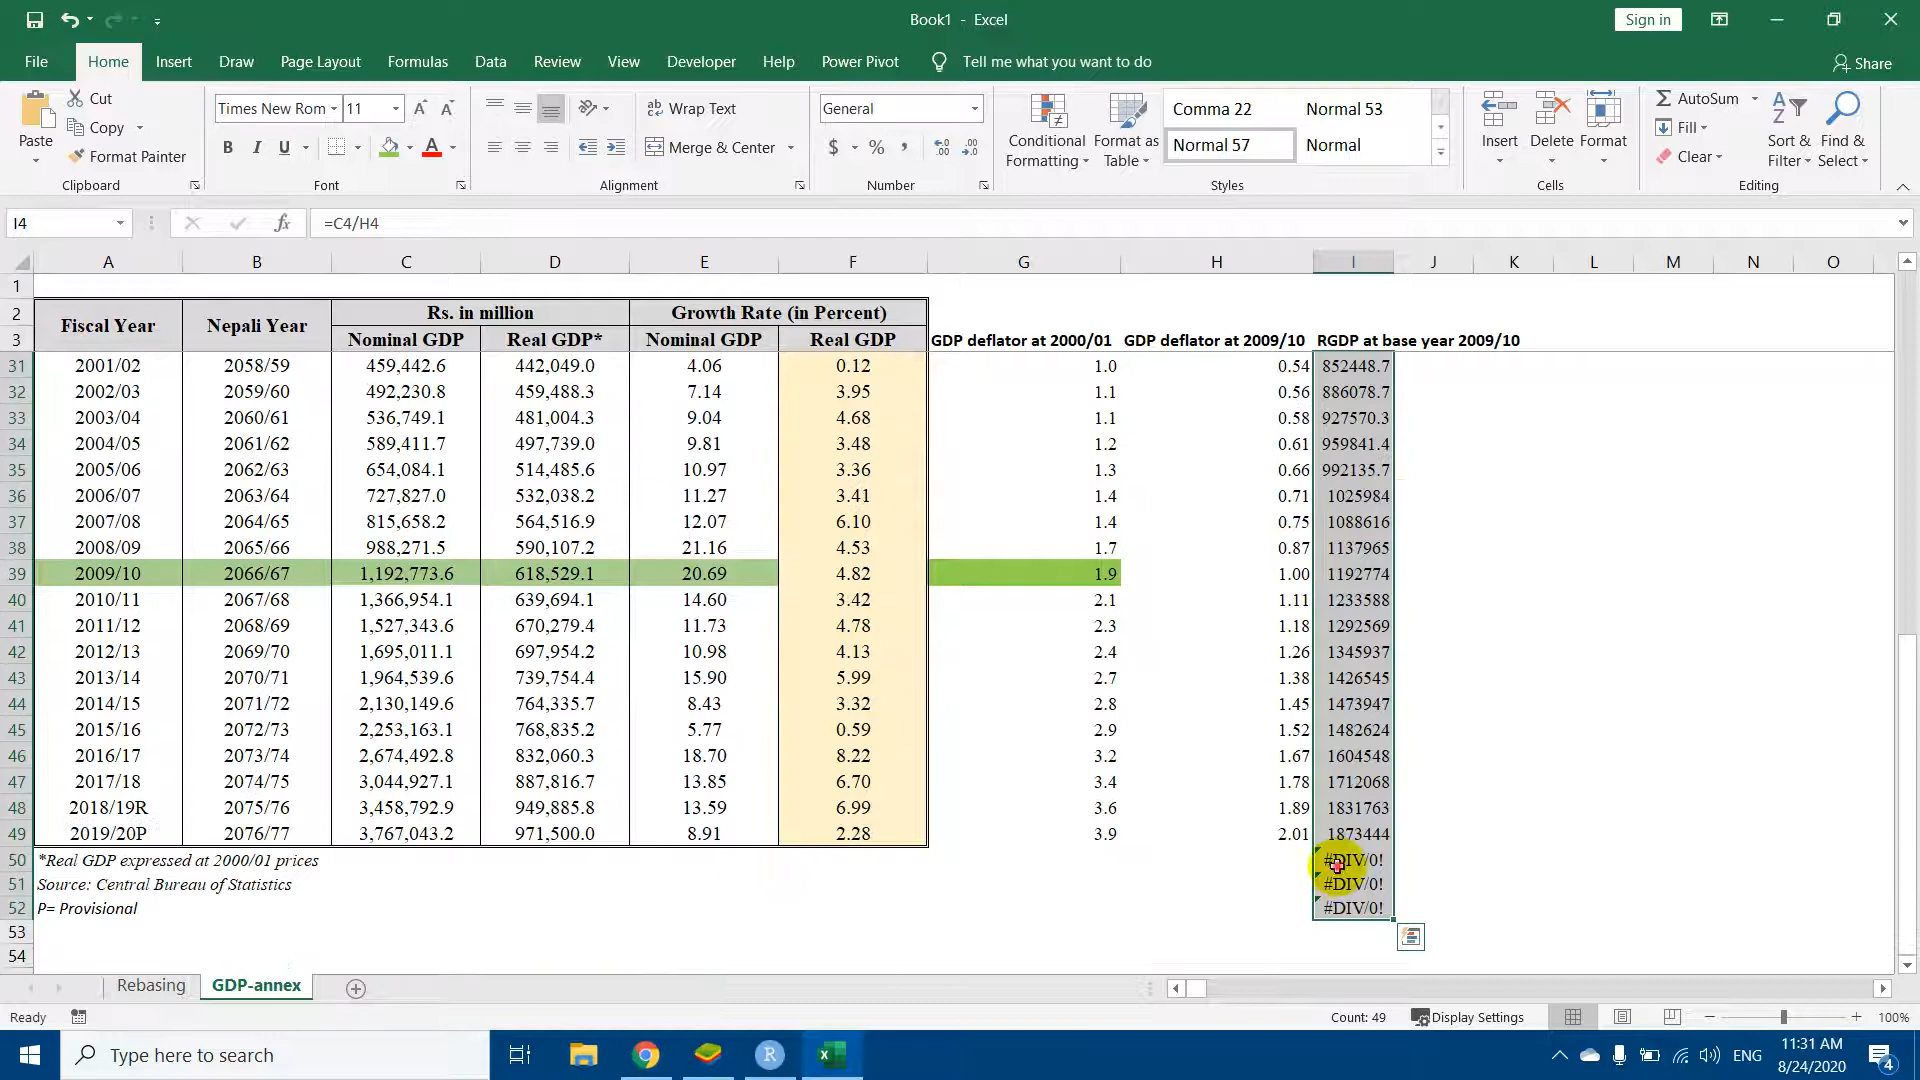 Book1 - Excel
Sign in
File Home Insert Draw Page Layout Formulas Data Review View Developer Help Power Pivot Tell me what you want to do Share
Paste
Cut
Copy
Format Painter
Clipboard
Times New Rom 11
B I U
Font
Wrap Text
Merge & Center
Alignment
General
$ % ,
Number
Conditional Formatting
Format as Table
Comma 22 Normal 53
Normal 57 Normal
Styles
Insert Delete Format
Cells
AutoSum
Fill
Clear
Sort & Filter
Find & Select
Editing
I4 fx =C4/H4
A B C D E F G H I J K L M N O
1
2 Fiscal Year Nepali Year Rs. in million Growth Rate (in Percent)
3 Nominal GDP Real GDP* Nominal GDP Real GDP GDP deflator at 2000/01 GDP deflator at 2009/10 RGDP at base year 2009/10
31 2001/02 2058/59 459,442.6 442,049.0 4.06 0.12 1.0 0.54 852448.7
32 2002/03 2059/60 492,230.8 459,488.3 7.14 3.95 1.1 0.56 886078.7
33 2003/04 2060/61 536,749.1 481,004.3 9.04 4.68 1.1 0.58 927570.3
34 2004/05 2061/62 589,411.7 497,739.0 9.81 3.48 1.2 0.61 959841.4
35 2005/06 2062/63 654,084.1 514,485.6 10.97 3.36 1.3 0.66 992135.7
36 2006/07 2063/64 727,827.0 532,038.2 11.27 3.41 1.4 0.71 1025984
37 2007/08 2064/65 815,658.2 564,516.9 12.07 6.10 1.4 0.75 1088616
38 2008/09 2065/66 988,271.5 590,107.2 21.16 4.53 1.7 0.87 1137965
39 2009/10 2066/67 1,192,773.6 618,529.1 20.69 4.82 1.9 1.00 1192774
40 2010/11 2067/68 1,366,954.1 639,694.1 14.60 3.42 2.1 1.11 1233588
41 2011/12 2068/69 1,527,343.6 670,279.4 11.73 4.78 2.3 1.18 1292569
42 2012/13 2069/70 1,695,011.1 697,954.2 10.98 4.13 2.4 1.26 1345937
43 2013/14 2070/71 1,964,539.6 739,754.4 15.90 5.99 2.7 1.38 1426545
44 2014/15 2071/72 2,130,149.6 764,335.7 8.43 3.32 2.8 1.45 1473947
45 2015/16 2072/73 2,253,163.1 768,835.2 5.77 0.59 2.9 1.52 1482624
46 2016/17 2073/74 2,674,492.8 832,060.3 18.70 8.22 3.2 1.67 1604548
47 2017/18 2074/75 3,044,927.1 887,816.7 13.85 6.70 3.4 1.78 1712068
48 2018/19R 2075/76 3,458,792.9 949,885.8 13.59 6.99 3.6 1.89 1831763
49 2019/20P 2076/77 3,767,043.2 971,500.0 8.91 2.28 3.9 2.01 1873444
50 *Real GDP expressed at 2000/01 prices #DIV/0!
51 Source: Central Bureau of Statistics #DIV/0!
52 P= Provisional #DIV/0!
53
54
Rebasing GDP-annex
Ready Count: 49 Display Settings 100%
Type here to search
R
ENG
11:31 AM
8/24/2020
4